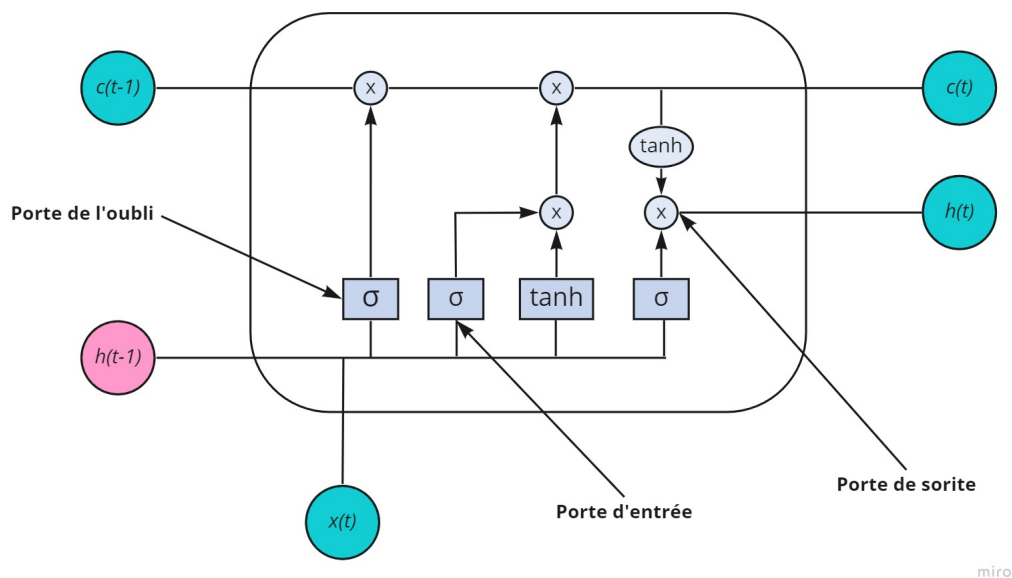 c(t-1)
x
x
c(t)
tanh
Porte de l'oubli
x
x
h(t)
σ
σ
tanh
σ
h(t-1)
Porte de sorite
Porte d'entrée
x(t)
miro